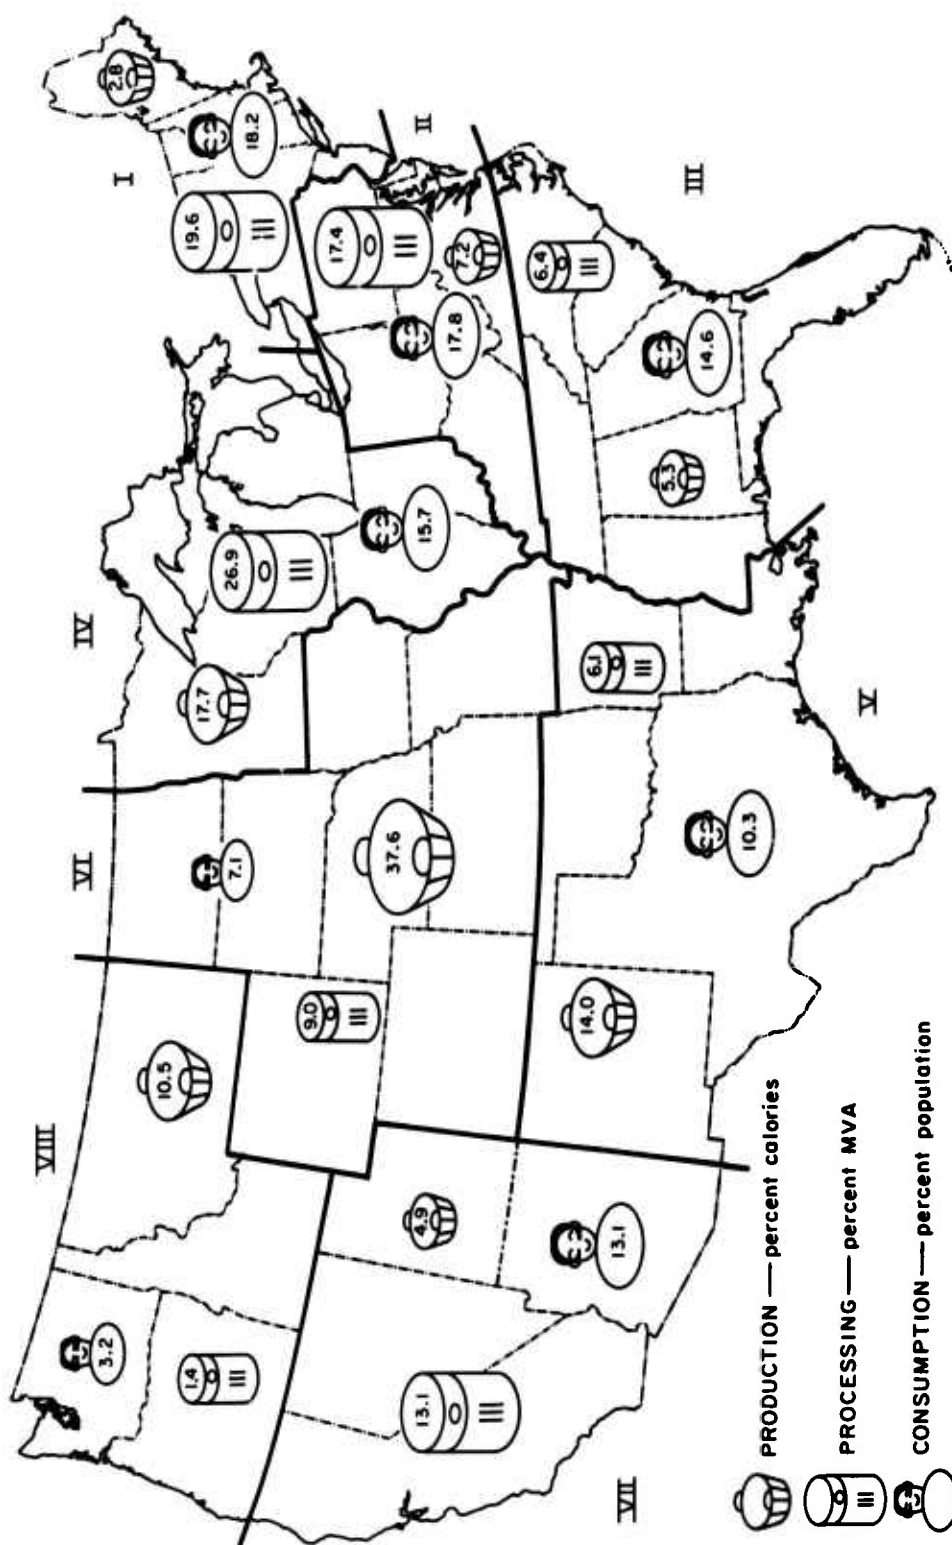 I
2.8
18.2
19.6
II
17.4
7.2
17.8
III
6.4
14.6
5.3
IV
15.7
26.9
17.7
V
6.1
10.3
14.0
VI
7.1
37.6
9.0
VIII
10.5
3.2
1.4
VII
4.9
13.1
13.1
PRODUCTION — percent calories
PROCESSING — percent MVA
CONSUMPTION — percent population